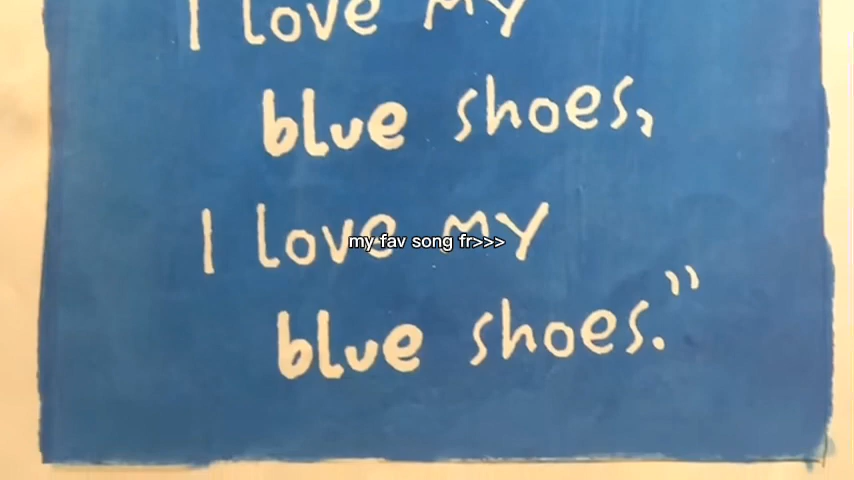 I love my
blue shoes,
I love my
my fav song fr>>>
blue shoes."